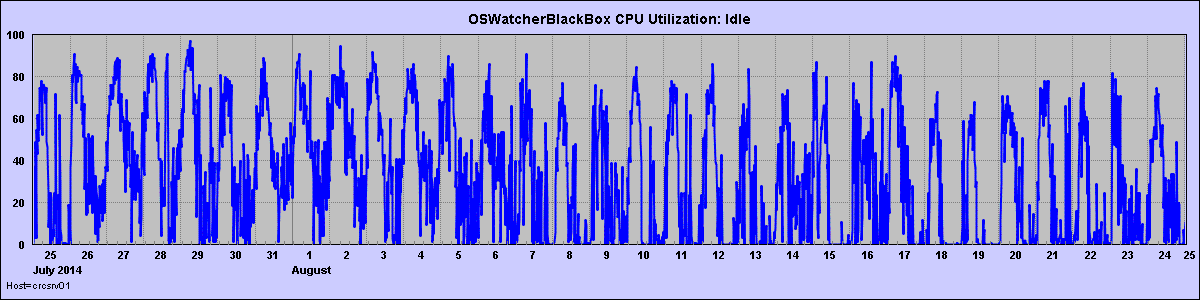 OSWatcherBlackBox CPU Utilization: Idle
100
80
60
40
20
0
25 26 27 28 29 30 31 1 2 3 4 5 6 7 8 9 10 11 12 13 14 15 16 17 18 19 20 21 22 23 24 25
July 2014 August
Host=crcsrv01